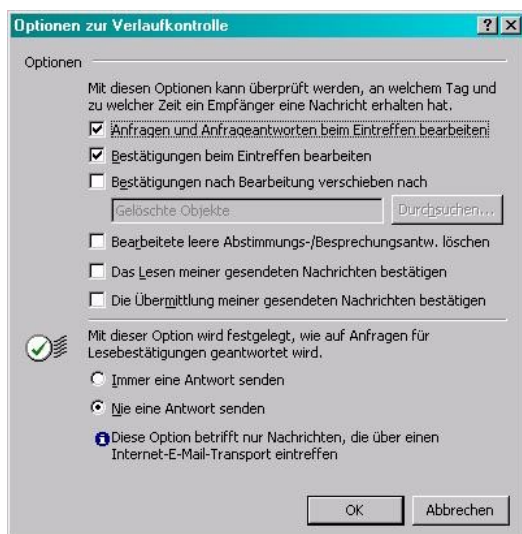 Optionen zur Verlaufkontrolle
Optionen
Mit diesen Optionen kann überprüft werden, an welchem Tag und
zu welcher Zeit ein Empfänger eine Nachricht erhalten hat.
Anfragen und Anfrageantworten beim Eintreffen bearbeiten
Bestätigungen beim Eintreffen bearbeiten
Bestätigungen nach Bearbeitung verschieben nach
Gelöschte Objekte Durchsuchen...
Bearbeitete leere Abstimmungs-/Besprechungsantw. löschen
Das Lesen meiner gesendeten Nachrichten bestätigen
Die Übermittlung meiner gesendeten Nachrichten bestätigen
Mit dieser Option wird festgelegt, wie auf Anfragen für
Lesebestätigungen geantwortet wird.
Immer eine Antwort senden
Nie eine Antwort senden
Diese Option betrifft nur Nachrichten, die über einen
Internet-E-Mail-Transport eintreffen
OK Abbrechen